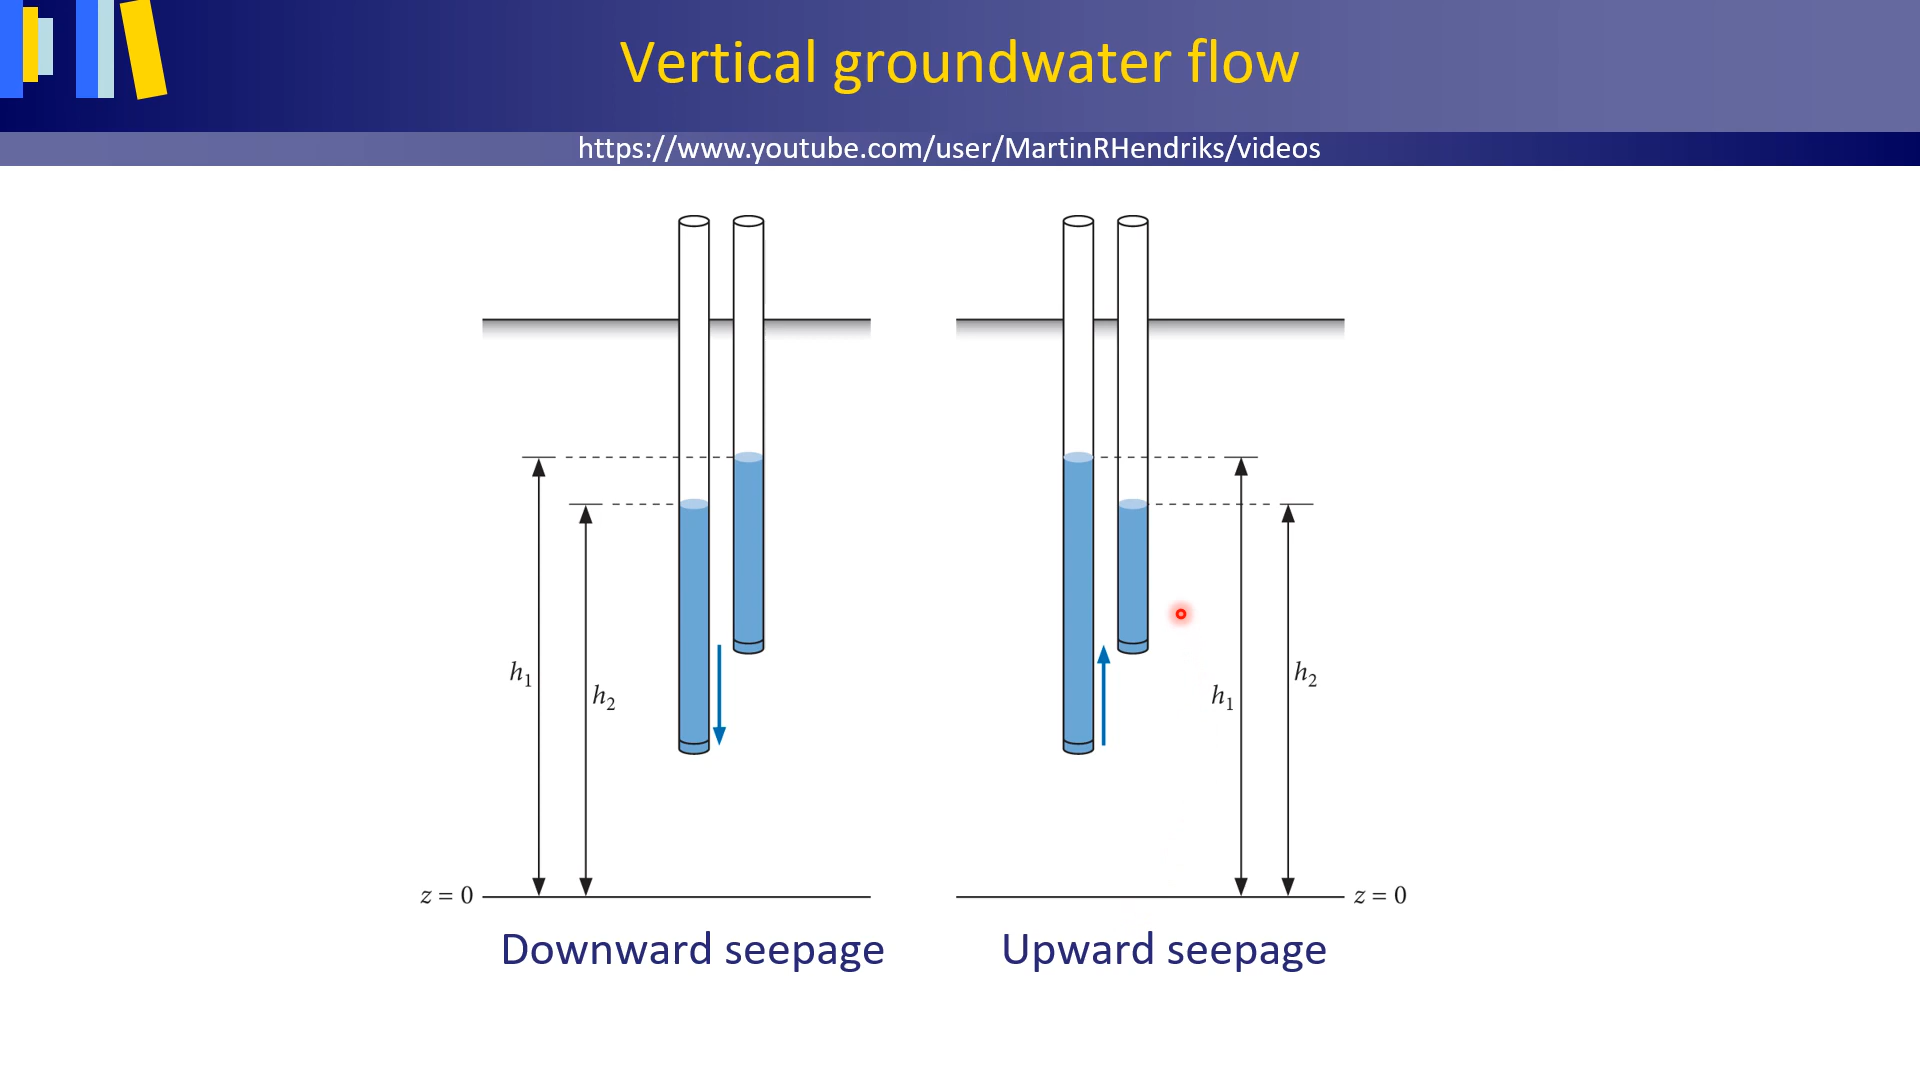 Vertical groundwater flow
https://www.youtube.com/user/MartinRHendriks/videos
h1
h2
z = 0
h1
h2
z = 0
Downward seepage
Upward seepage